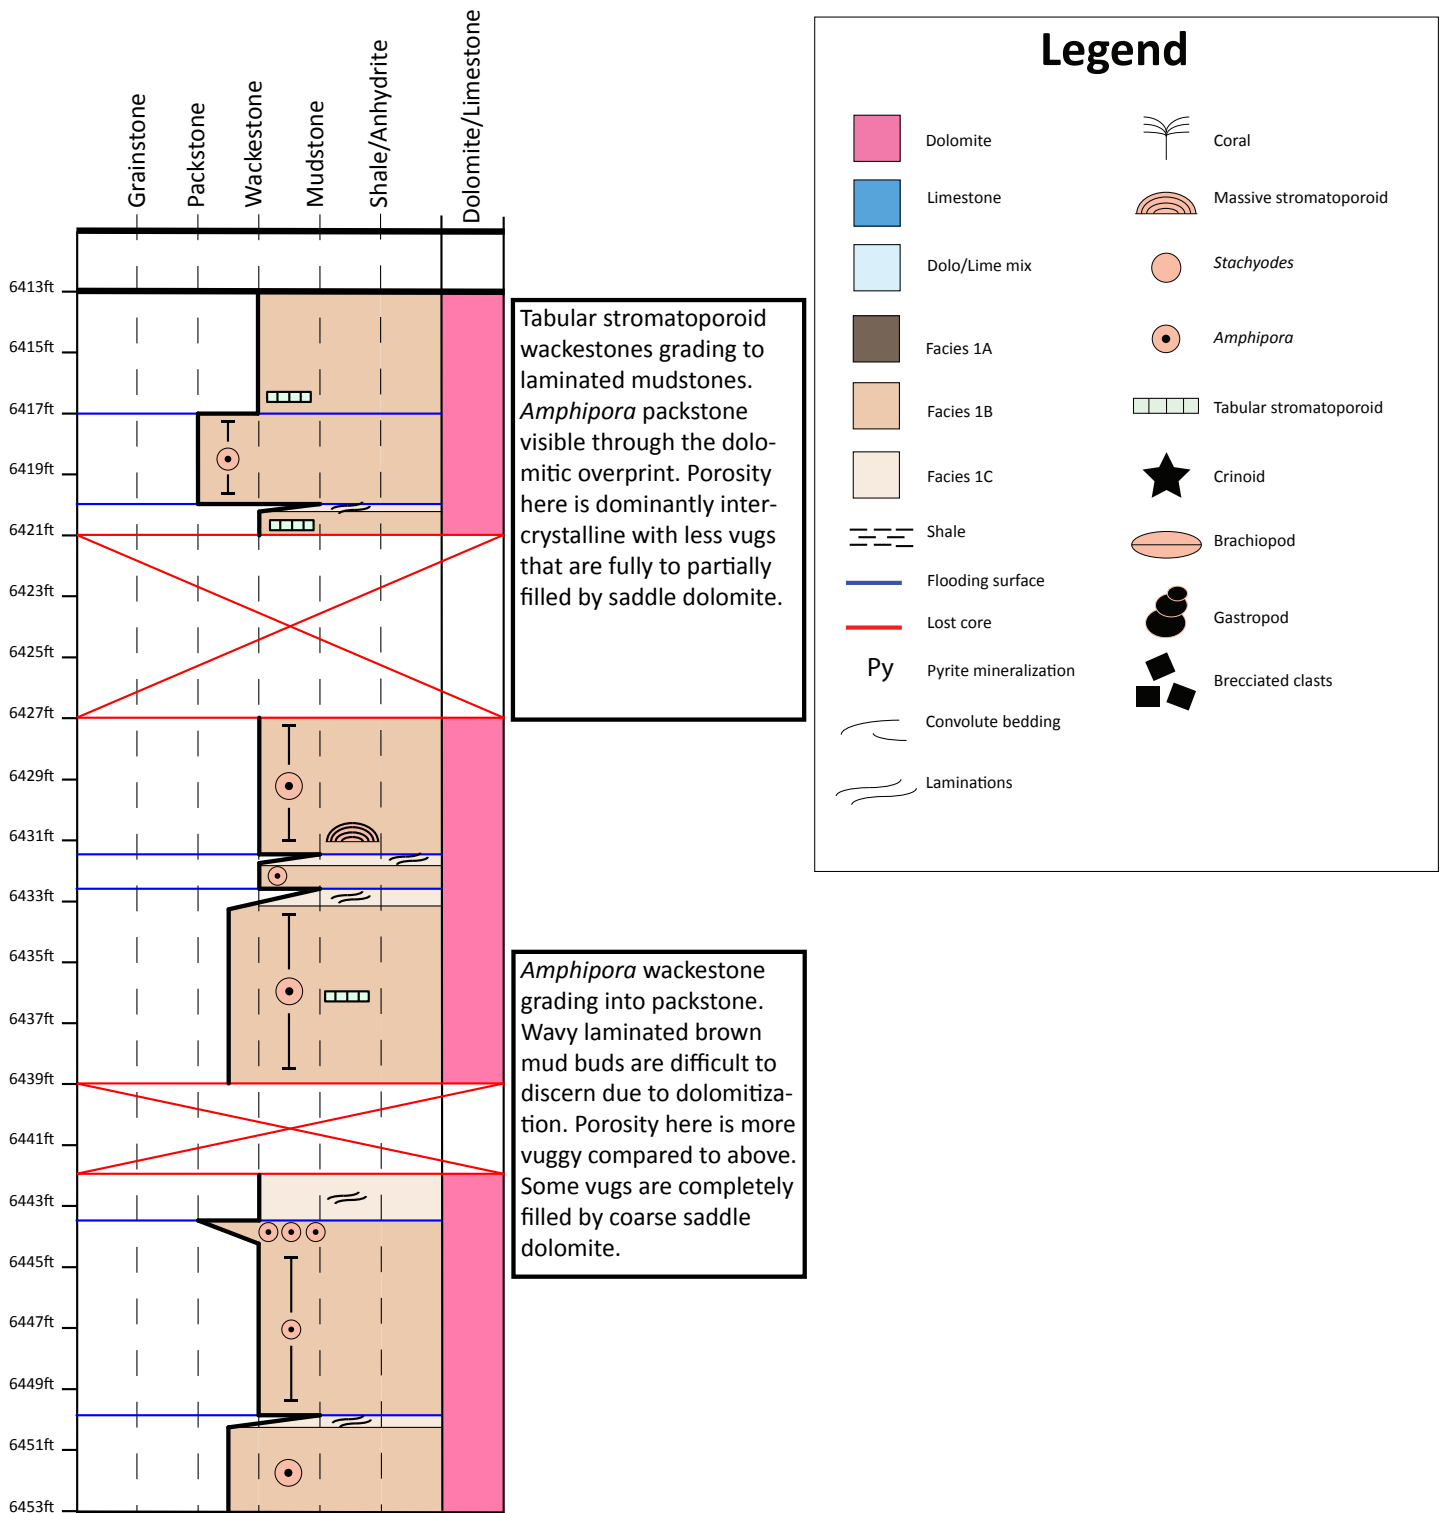 Grainstone
Packstone
Wackestone
Mudstone
Shale/Anhydrite
Dolomite/Limestone
6413ft
6415ft
6417ft
6419ft
6421ft
6423ft
6425ft
6427ft
6429ft
6431ft
6433ft
6435ft
6437ft
6439ft
6441ft
6443ft
6445ft
6447ft
6449ft
6451ft
6453ft
Tabular stromatoporoid
wackestones grading to
laminated mudstones.
Amphipora packstone
visible through the dolo-
mitic overprint. Porosity
here is dominantly inter-
crystalline with less vugs
that are fully to partially
filled by saddle dolomite.
Amphipora wackestone
grading into packstone.
Wavy laminated brown
mud buds are difficult to
discern due to dolomitiza-
tion. Porosity here is more
vuggy compared to above.
Some vugs are completely
filled by coarse saddle
dolomite.
Legend
Dolomite
Limestone
Dolo/Lime mix
Facies 1A
Facies 1B
Facies 1C
Shale
Flooding surface
Lost core
Py Pyrite mineralization
Convolute bedding
Laminations
Coral
Massive stromatoporoid
Stachyodes
Amphipora
Tabular stromatoporoid
Crinoid
Brachiopod
Gastropod
Brecciated clasts